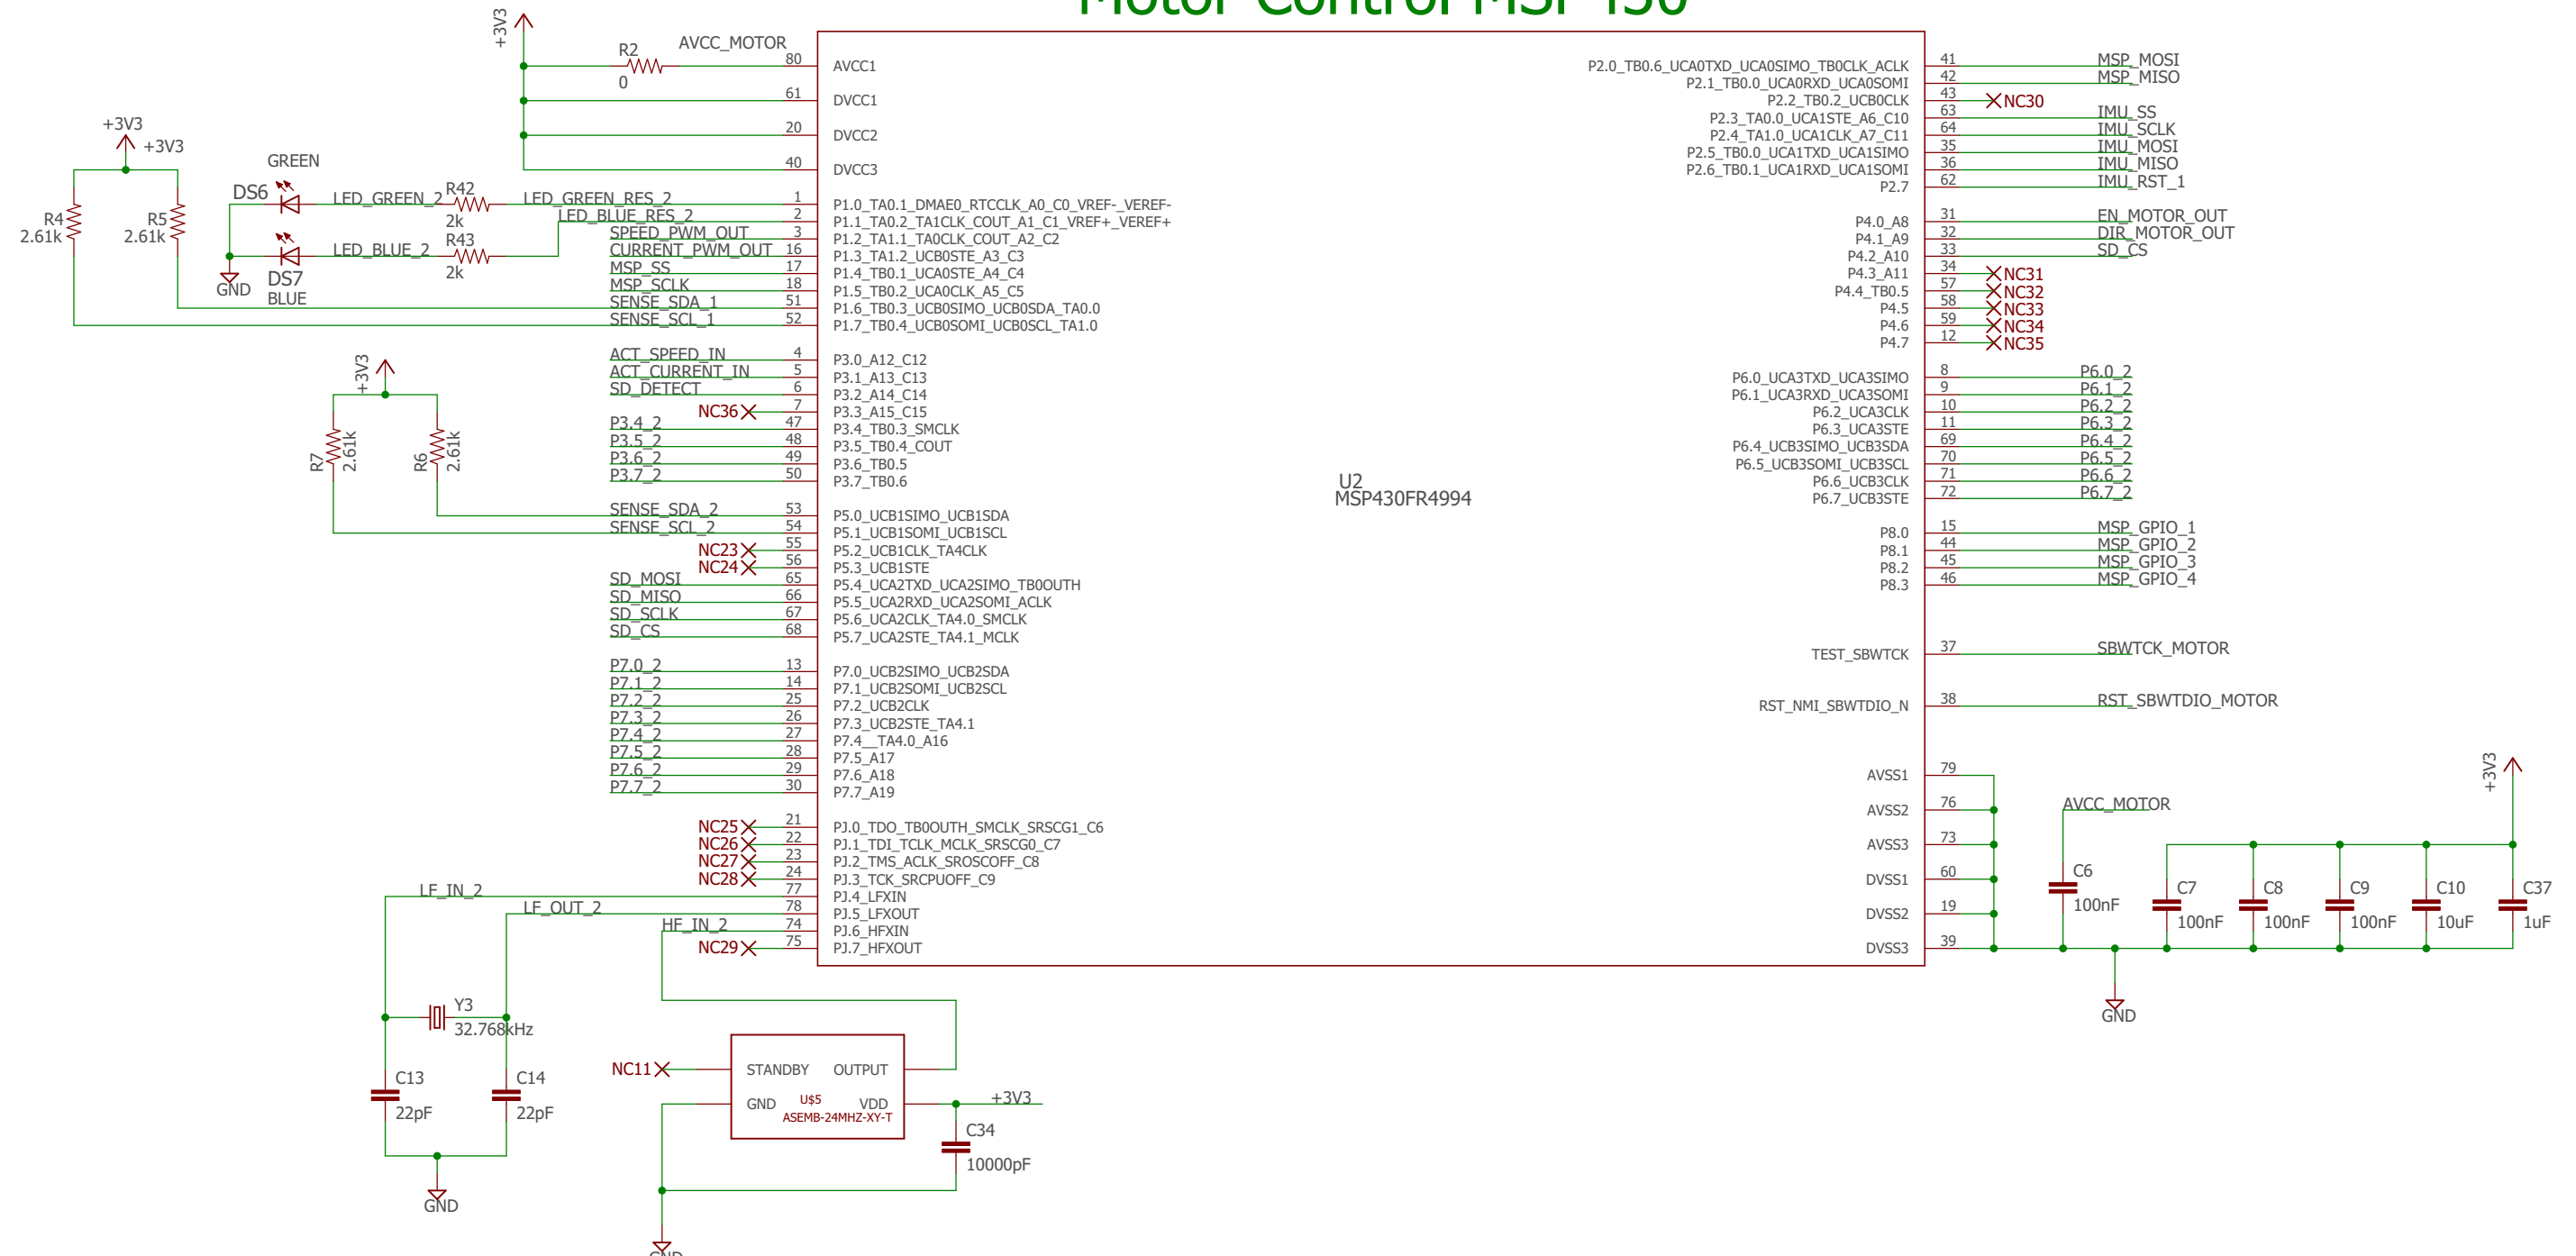 Motor Control MSP430
+3V3
R2
0
AVCC_MOTOR
+3V3
+3V3
R4
2.61k
R5
2.61k
GREEN
DS6
LED_GREEN_2
R42
2k
LED_GREEN_RES_2
LED_BLUE_RES_2
DS7
BLUE
LED_BLUE_2
R43
2k
GND
80 AVCC1
61 DVCC1
20 DVCC2
40 DVCC3
1 P1.0_TA0.1_DMAE0_RTCCLK_A0_C0_VREF-_VEREF-
2 P1.1_TA0.2_TA1CLK_COUT_A1_C1_VREF+_VEREF+
SPEED_PWM_OUT 3 P1.2_TA1.1_TA0CLK_COUT_A2_C2
CURRENT_PWM_OUT 16 P1.3_TA1.2_UCB0STE_A3_C3
MSP_SS 17 P1.4_TB0.1_UCA0STE_A4_C4
MSP_SCLK 18 P1.5_TB0.2_UCA0CLK_A5_C5
SENSE_SDA_1 51 P1.6_TB0.3_UCB0SIMO_UCB0SDA_TA0.0
SENSE_SCL_1 52 P1.7_TB0.4_UCB0SOMI_UCB0SCL_TA1.0
ACT_SPEED_IN 4 P3.0_A12_C12
ACT_CURRENT_IN 5 P3.1_A13_C13
SD_DETECT 6 P3.2_A14_C14
NC36 7 P3.3_A15_C15
P3.4_2 47 P3.4_TB0.3_SMCLK
P3.5_2 48 P3.5_TB0.4_COUT
P3.6_2 49 P3.6_TB0.5
P3.7_2 50 P3.7_TB0.6
+3V3
R7
2.61k
R6
2.61k
SENSE_SDA_2 53 P5.0_UCB1SIMO_UCB1SDA
SENSE_SCL_2 54 P5.1_UCB1SOMI_UCB1SCL
NC23 55 P5.2_UCB1CLK_TA4CLK
NC24 56 P5.3_UCB1STE
SD_MOSI 65 P5.4_UCA2TXD_UCA2SIMO_TB0OUTH
SD_MISO 66 P5.5_UCA2RXD_UCA2SOMI_ACLK
SD_SCLK 67 P5.6_UCA2CLK_TA4.0_SMCLK
SD_CS 68 P5.7_UCA2STE_TA4.1_MCLK
P7.0_2 13 P7.0_UCB2SIMO_UCB2SDA
P7.1_2 14 P7.1_UCB2SOMI_UCB2SCL
P7.2_2 25 P7.2_UCB2CLK
P7.3_2 26 P7.3_UCB2STE_TA4.1
P7.4_2 27 P7.4__TA4.0_A16
P7.5_2 28 P7.5_A17
P7.6_2 29 P7.6_A18
P7.7_2 30 P7.7_A19
NC25 21 PJ.0_TDO_TB0OUTH_SMCLK_SRSCG1_C6
NC26 22 PJ.1_TDI_TCLK_MCLK_SRSCG0_C7
NC27 23 PJ.2_TMS_ACLK_SROSCOFF_C8
NC28 24 PJ.3_TCK_SRCPUOFF_C9
LF_IN_2 77 PJ.4_LFXIN
LF_OUT_2 78 PJ.5_LFXOUT
HF_IN_2 74 PJ.6_HFXIN
NC29 75 PJ.7_HFXOUT
U2
MSP430FR4994
P2.0_TB0.6_UCA0TXD_UCA0SIMO_TB0CLK_ACLK 41 MSP_MOSI
P2.1_TB0.0_UCA0RXD_UCA0SOMI 42 MSP_MISO
P2.2_TB0.2_UCB0CLK 43 NC30
P2.3_TA0.0_UCA1STE_A6_C10 63 IMU_SS
P2.4_TA1.0_UCA1CLK_A7_C11 64 IMU_SCLK
P2.5_TB0.0_UCA1TXD_UCA1SIMO 35 IMU_MOSI
P2.6_TB0.1_UCA1RXD_UCA1SOMI 36 IMU_MISO
P2.7 62 IMU_RST_1
P4.0_A8 31 EN_MOTOR_OUT
P4.1_A9 32 DIR_MOTOR_OUT
P4.2_A10 33 SD_CS
P4.3_A11 34 NC31
P4.4_TB0.5 57 NC32
P4.5 58 NC33
P4.6 59 NC34
P4.7 12 NC35
P6.0_UCA3TXD_UCA3SIMO 8 P6.0_2
P6.1_UCA3RXD_UCA3SOMI 9 P6.1_2
P6.2_UCA3CLK 10 P6.2_2
P6.3_UCA3STE 11 P6.3_2
P6.4_UCB3SIMO_UCB3SDA 69 P6.4_2
P6.5_UCB3SOMI_UCB3SCL 70 P6.5_2
P6.6_UCB3CLK 71 P6.6_2
P6.7_UCB3STE 72 P6.7_2
P8.0 15 MSP_GPIO_1
P8.1 44 MSP_GPIO_2
P8.2 45 MSP_GPIO_3
P8.3 46 MSP_GPIO_4
TEST_SBWTCK 37 SBWTCK_MOTOR
RST_NMI_SBWTDIO_N 38 RST_SBWTDIO_MOTOR
AVSS1 79
AVSS2 76
AVSS3 73
DVSS1 60
DVSS2 19
DVSS3 39
AVCC_MOTOR
+3V3
C6
100nF
C7
100nF
C8
100nF
C9
100nF
C10
10uF
C37
1uF
GND
Y3
32.768kHz
C13
22pF
C14
22pF
GND
NC11
STANDBY OUTPUT
GND U$5 VDD
ASEMB-24MHZ-XY-T
+3V3
C34
10000pF
GND